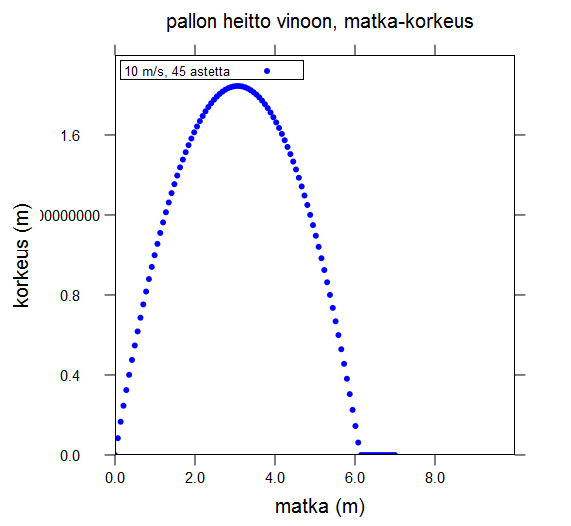 pallon heitto vinoon, matka-korkeus
10 m/s, 45 astetta
korkeus (m)
1.6
00000000
0.8
0.4
0.0
0.0 2.0 4.0 6.0 8.0
matka (m)